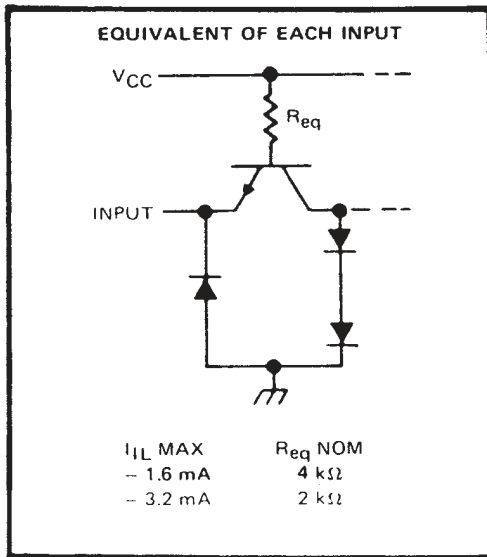 EQUIVALENT OF EACH INPUT
VCC
Req
INPUT
IIL MAX Req NOM
– 1.6 mA 4 kΩ
– 3.2 mA 2 kΩ